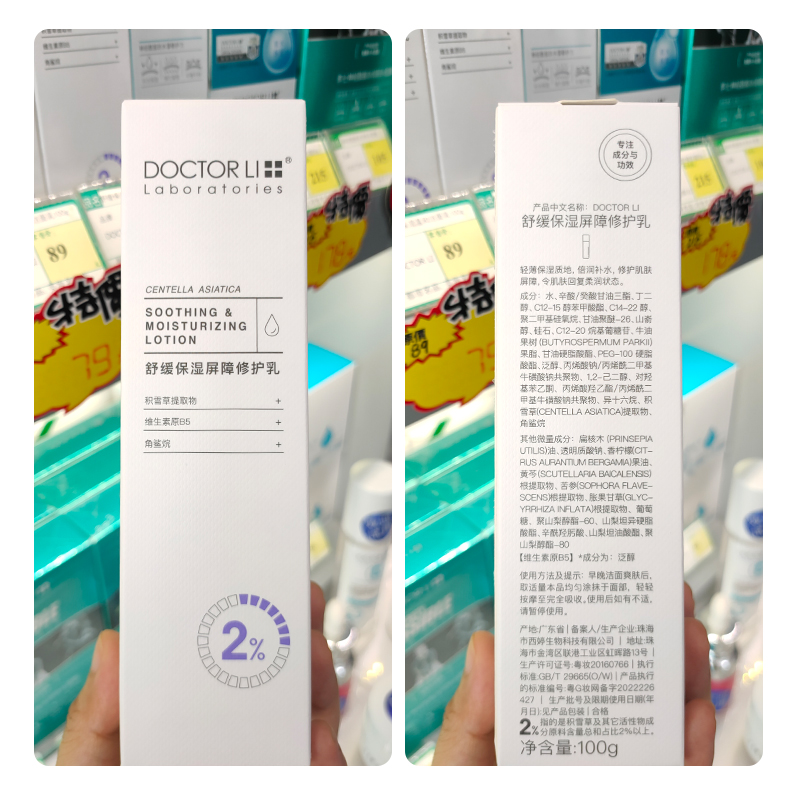 DOCTOR LI®
Laboratories
CENTELLA ASIATICA
SOOTHING &
MOISTURIZING
LOTION
舒缓保湿屏障修护乳
积雪草提取物 +
维生素原B5 +
角鲨烷 +
2%
89
专注
成分与
功效
产品中文名称：DOCTOR LI
舒缓保湿屏障修护乳
轻薄保湿质地，倍润补水，修护肌肤
屏障，令肌肤回复柔润状态。
成分：水、辛酸/癸酸甘油三酯、丁二
醇、C12-15 醇苯甲酸酯、C14-22 醇、
聚二甲基硅氧烷、甘油聚醚-26、山嵛
醇、硅石、C12-20 烷基葡糖苷、牛油
果树(BUTYROSPERMUM PARKII)
果脂、甘油硬脂酸酯、PEG-100 硬脂
酸酯、泛醇、丙烯酸钠/丙烯酰二甲基
牛磺酸钠共聚物、1,2-己二醇、对羟
基苯乙酮、丙烯酸羟乙酯/丙烯酰二
甲基牛磺酸钠共聚物、异十六烷、积
雪草(CENTELLA ASIATICA)提取物、
角鲨烷
其他微量成分：扁核木 (PRINSEPIA
UTILIS)油、透明质酸钠、香柠檬(CIT-
RUS AURANTIUM BERGAMIA)果油、
黄芩(SCUTELLARIA BAICALENSIS)
根提取物、苦参(SOPHORA FLAVE-
SCENS)根提取物、胀果甘草(GLYC-
YRRHIZA INFLATA)根提取物、葡萄
糖、聚山梨醇酯-60、山梨坦异硬脂
酸酯、辛酰羟肟酸、山梨坦油酸酯、聚
山梨醇酯-80
【维生素原B5】*成分为：泛醇
使用方法及提示：早晚洁面爽肤后，
取适量本品均匀涂抹于面部，轻轻
按摩至完全吸收。使用后如有不适，
请暂停使用。
产地:广东省 | 备案人/生产企业:珠海
市西婷生物科技有限公司 | 地址:珠
海市金湾区联港工业区虹晖路13号 |
生产许可证号:粤妆20160766 | 执行
标准:GB/T 29665(O/W) | 产品执行
的标准编号:粤G妆网备字2022226
427 | 生产批号及限期使用日期(年
月日):见产品包装 | 合格
2% 指的是积雪草及其它活性物成
分原料含量总和占比2%以上。
净含量:100g
89